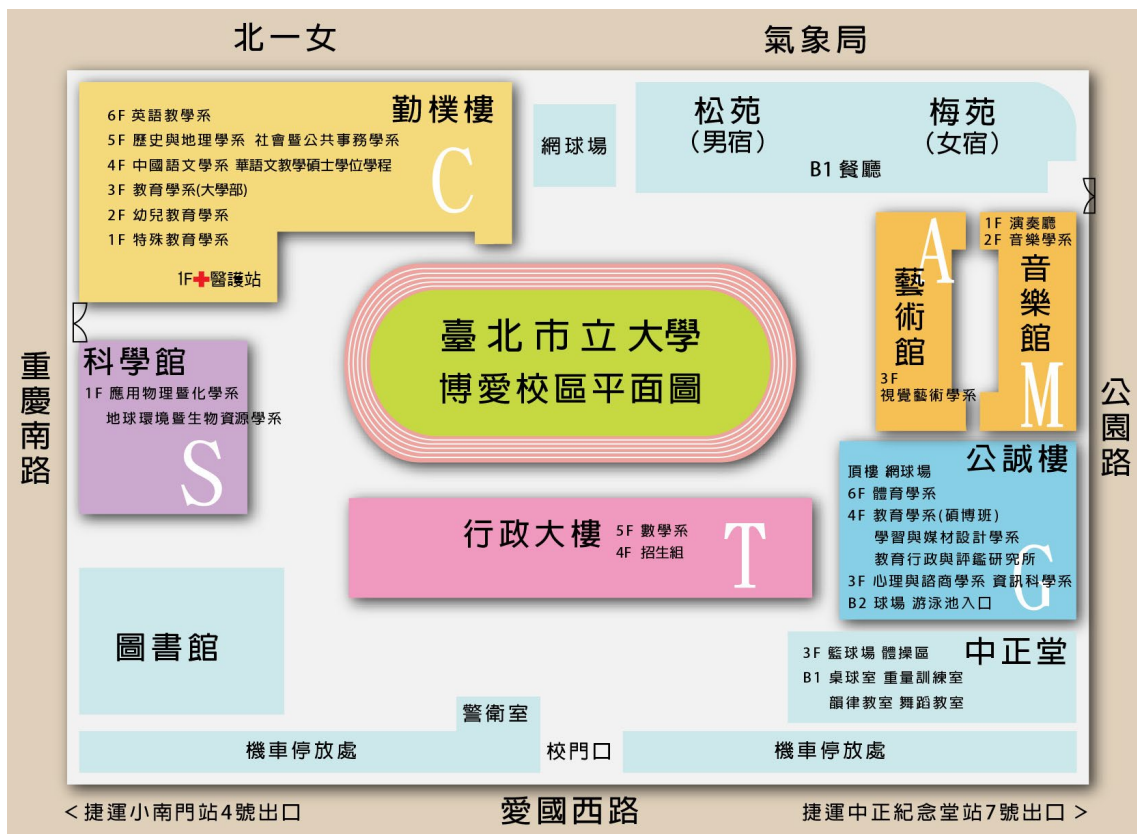 北一女
氣象局
勤樸樓
6F 英語教學系
5F 歷史與地理學系 社會暨公共事務學系
4F 中國語文學系 華語文教學碩士學位學程
3F 教育學系(大學部)
2F 幼兒教育學系
1F 特殊教育學系
C
1F 醫護站
網球場
松苑
(男宿)
梅苑
(女宿)
B1 餐廳
A
藝術館
3F
視覺藝術學系
1F 演奏廳
2F 音樂學系
音樂館
M
臺北市立大學
博愛校區平面圖
重慶南路
科學館
1F 應用物理暨化學系
地球環境暨生物資源學系
S
公園路
公誠樓
頂樓 網球場
6F 體育學系
4F 教育學系(碩博班)
學習與媒材設計學系
教育行政與評鑑研究所
3F 心理與諮商學系 資訊科學系
B2 球場 游泳池入口
G
行政大樓
5F 數學系
4F 招生組
T
圖書館
中正堂
3F 籃球場 體操區
B1 桌球室 重量訓練室
韻律教室 舞蹈教室
警衛室
機車停放處
校門口
機車停放處
<捷運小南門站4號出口
愛國西路
捷運中正紀念堂站7號出口>